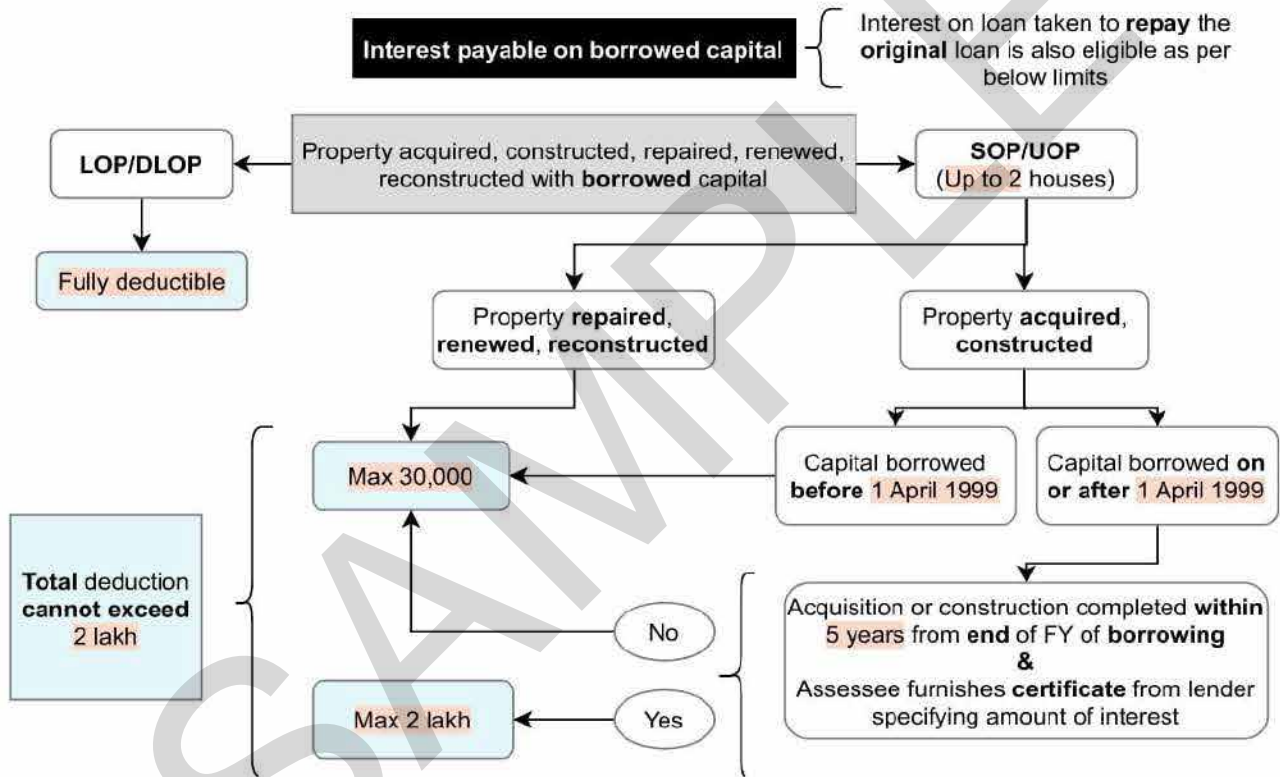 Interest payable on borrowed capital
Interest on loan taken to repay the
original loan is also eligible as per
below limits
LOP/DLOP
Property acquired, constructed, repaired, renewed,
reconstructed with borrowed capital
SOP/UOP
(Up to 2 houses)
Fully deductible
Property repaired,
renewed, reconstructed
Property acquired,
constructed
Max 30,000
Capital borrowed
before 1 April 1999
Capital borrowed on
or after 1 April 1999
Total deduction
cannot exceed
2 lakh
No
Yes
Max 2 lakh
Acquisition or construction completed within
5 years from end of FY of borrowing
&
Assessee furnishes certificate from lender
specifying amount of interest
SAMPLE